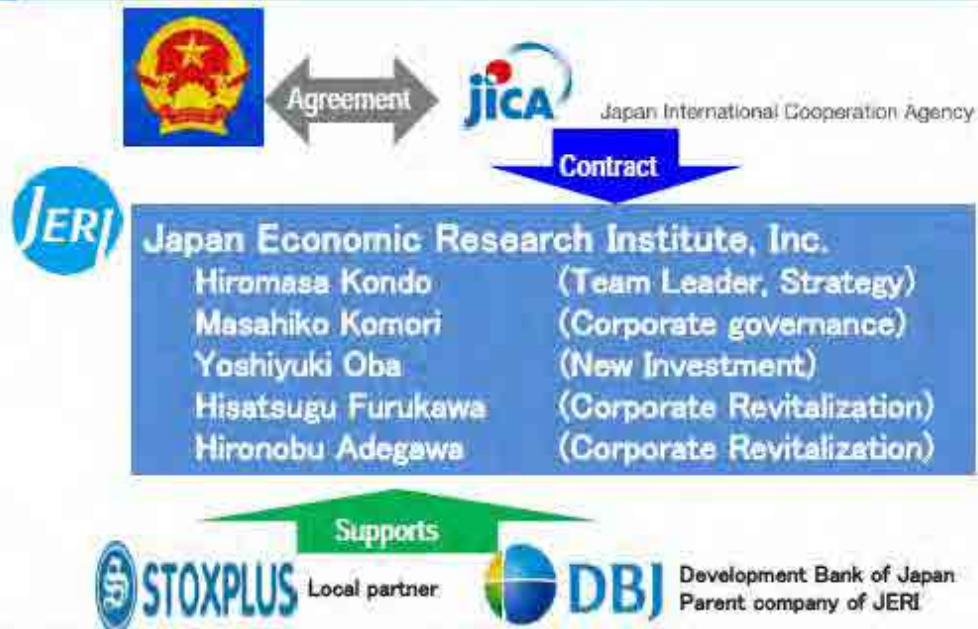 Agreement
JICA
Japan International Cooperation Agency
Contract
JERI
Japan Economic Research Institute, Inc.
Hiromasa Kondo (Team Leader, Strategy)
Masahiko Komori (Corporate governance)
Yoshiyuki Oba (New Investment)
Hisatsugu Furukawa (Corporate Revitalization)
Hironobu Adegawa (Corporate Revitalization)
Supports
STOXPLUS Local partner
DBJ
Development Bank of Japan
Parent company of JERI